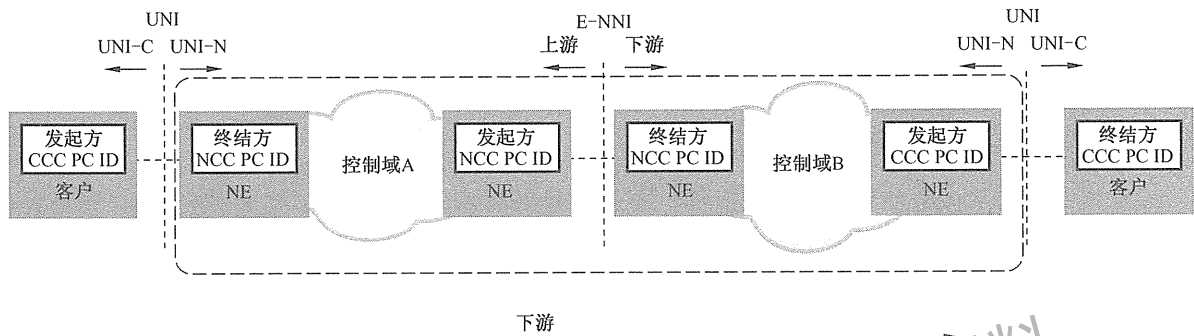 UNI
E-NNI
UNI
UNI-C
UNI-N
上游
下游
UNI-N
UNI-C
发起方
CCC PC ID
客户
终结方
NCC PC ID
NE
控制域A
发起方
NCC PC ID
NE
终结方
NCC PC ID
NE
控制域B
发起方
CCC PC ID
NE
终结方
CCC PC ID
客户
下游